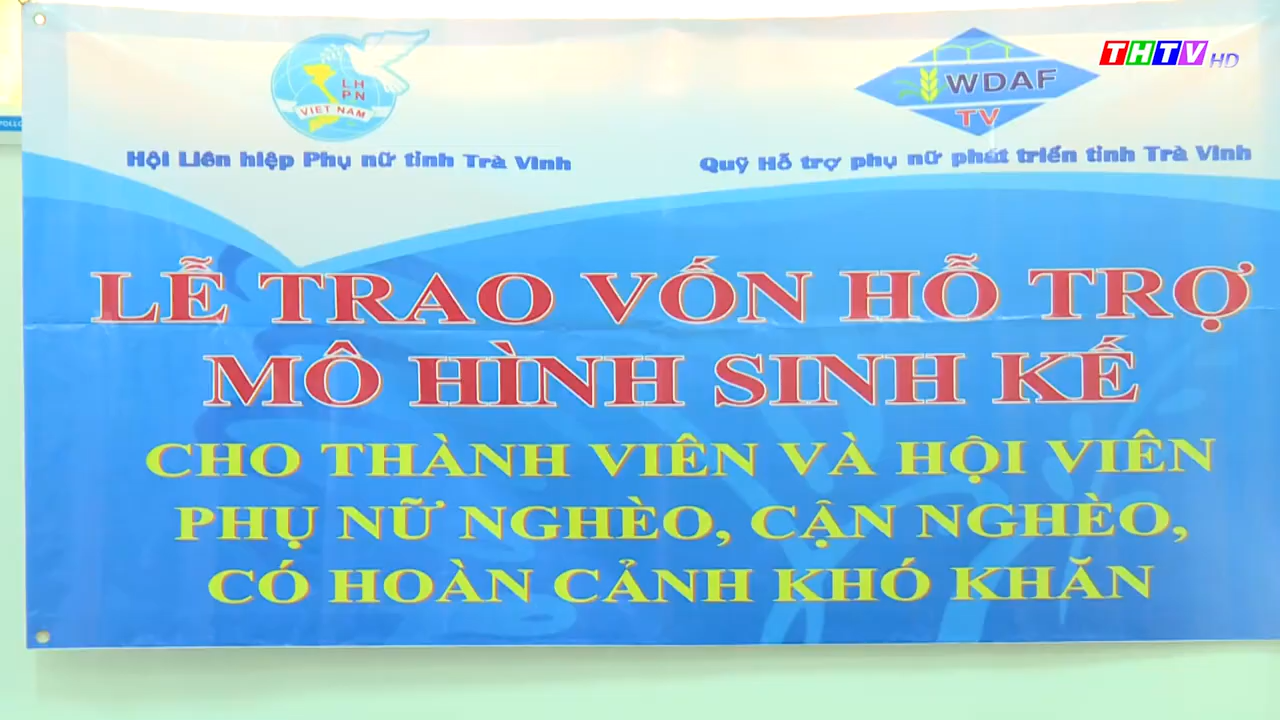 THTV HD
LH
PN
VIỆT NAM
WDAF
TV
Hội Liên hiệp Phụ nữ tỉnh Trà Vinh
Quỹ Hỗ trợ phụ nữ phát triển tỉnh Trà Vinh
LỄ TRAO VỐN HỖ TRỢ
MÔ HÌNH SINH KẾ
CHO THÀNH VIÊN VÀ HỘI VIÊN
PHỤ NỮ NGHÈO, CẬN NGHÈO,
CÓ HOÀN CẢNH KHÓ KHĂN